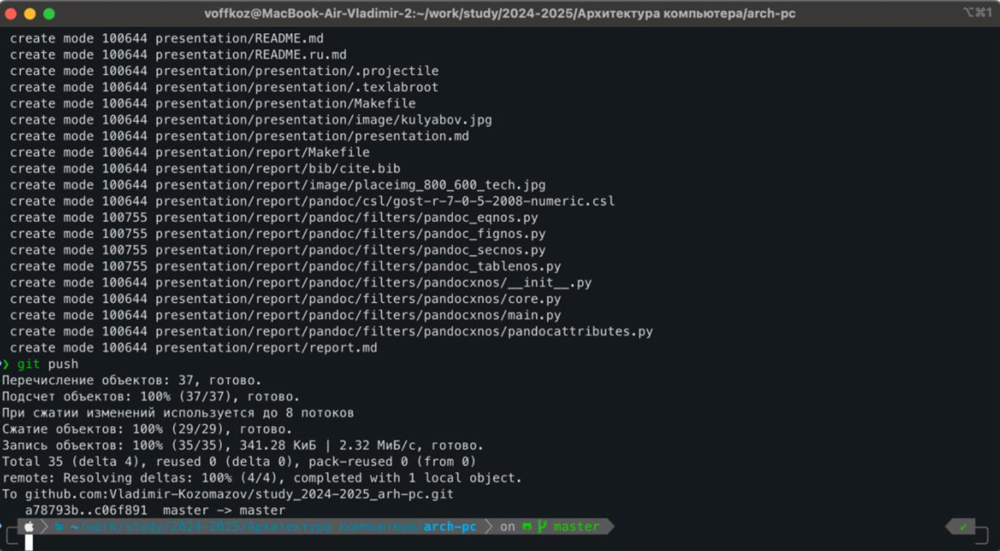 voffkoz@MacBook-Air-Vladimir-2:~/work/study/2024-2025/Архитектура компьютера/arch-pc ⌥⌘1
create mode 100644 presentation/README.md
create mode 100644 presentation/README.ru.md
create mode 100644 presentation/presentation/.projectile
create mode 100644 presentation/presentation/.texlabroot
create mode 100644 presentation/presentation/Makefile
create mode 100644 presentation/presentation/image/kulyabov.jpg
create mode 100644 presentation/presentation/presentation.md
create mode 100644 presentation/report/Makefile
create mode 100644 presentation/report/bib/cite.bib
create mode 100644 presentation/report/image/placeimg_800_600_tech.jpg
create mode 100644 presentation/report/pandoc/csl/gost-r-7-0-5-2008-numeric.csl
create mode 100755 presentation/report/pandoc/filters/pandoc_eqnos.py
create mode 100755 presentation/report/pandoc/filters/pandoc_fignos.py
create mode 100755 presentation/report/pandoc/filters/pandoc_secnos.py
create mode 100755 presentation/report/pandoc/filters/pandoc_tablenos.py
create mode 100644 presentation/report/pandoc/filters/pandocxnos/__init__.py
create mode 100644 presentation/report/pandoc/filters/pandocxnos/core.py
create mode 100644 presentation/report/pandoc/filters/pandocxnos/main.py
create mode 100644 presentation/report/pandoc/filters/pandocxnos/pandocattributes.py
create mode 100644 presentation/report/report.md
❯ git push
Перечисление объектов: 37, готово.
Подсчет объектов: 100% (37/37), готово.
При сжатии изменений используется до 8 потоков
Сжатие объектов: 100% (29/29), готово.
Запись объектов: 100% (35/35), 341.28 КиБ | 2.32 МиБ/с, готово.
Total 35 (delta 4), reused 0 (delta 0), pack-reused 0 (from 0)
remote: Resolving deltas: 100% (4/4), completed with 1 local object.
To github.com:Vladimir-Kozomazov/study_2024-2025_arh-pc.git
a78793b..c06f891 master -> master
~/work/study/2024-2025/Архитектура компьютера/arch-pc on master ✓